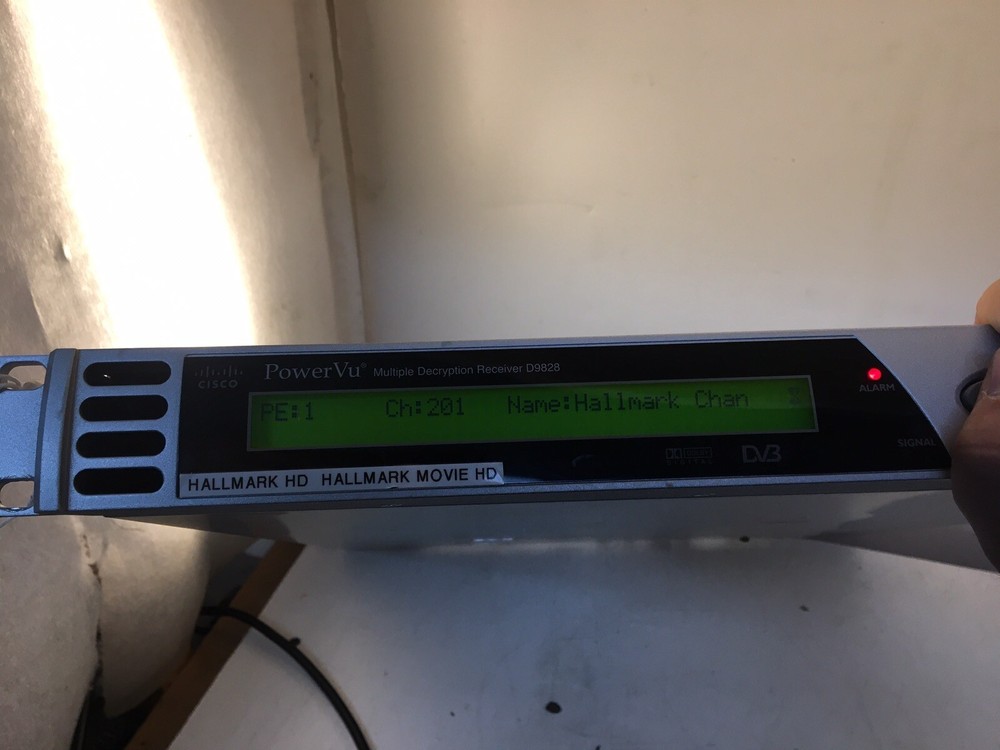 CISCO
PowerVu® Multiple Decryption Receiver D9828
PE:1 Ch:201 Name:Hallmark Chan
ALARM
SIGNAL
DIGITAL
DVB
HALLMARK HD HALLMARK MOVIE HD